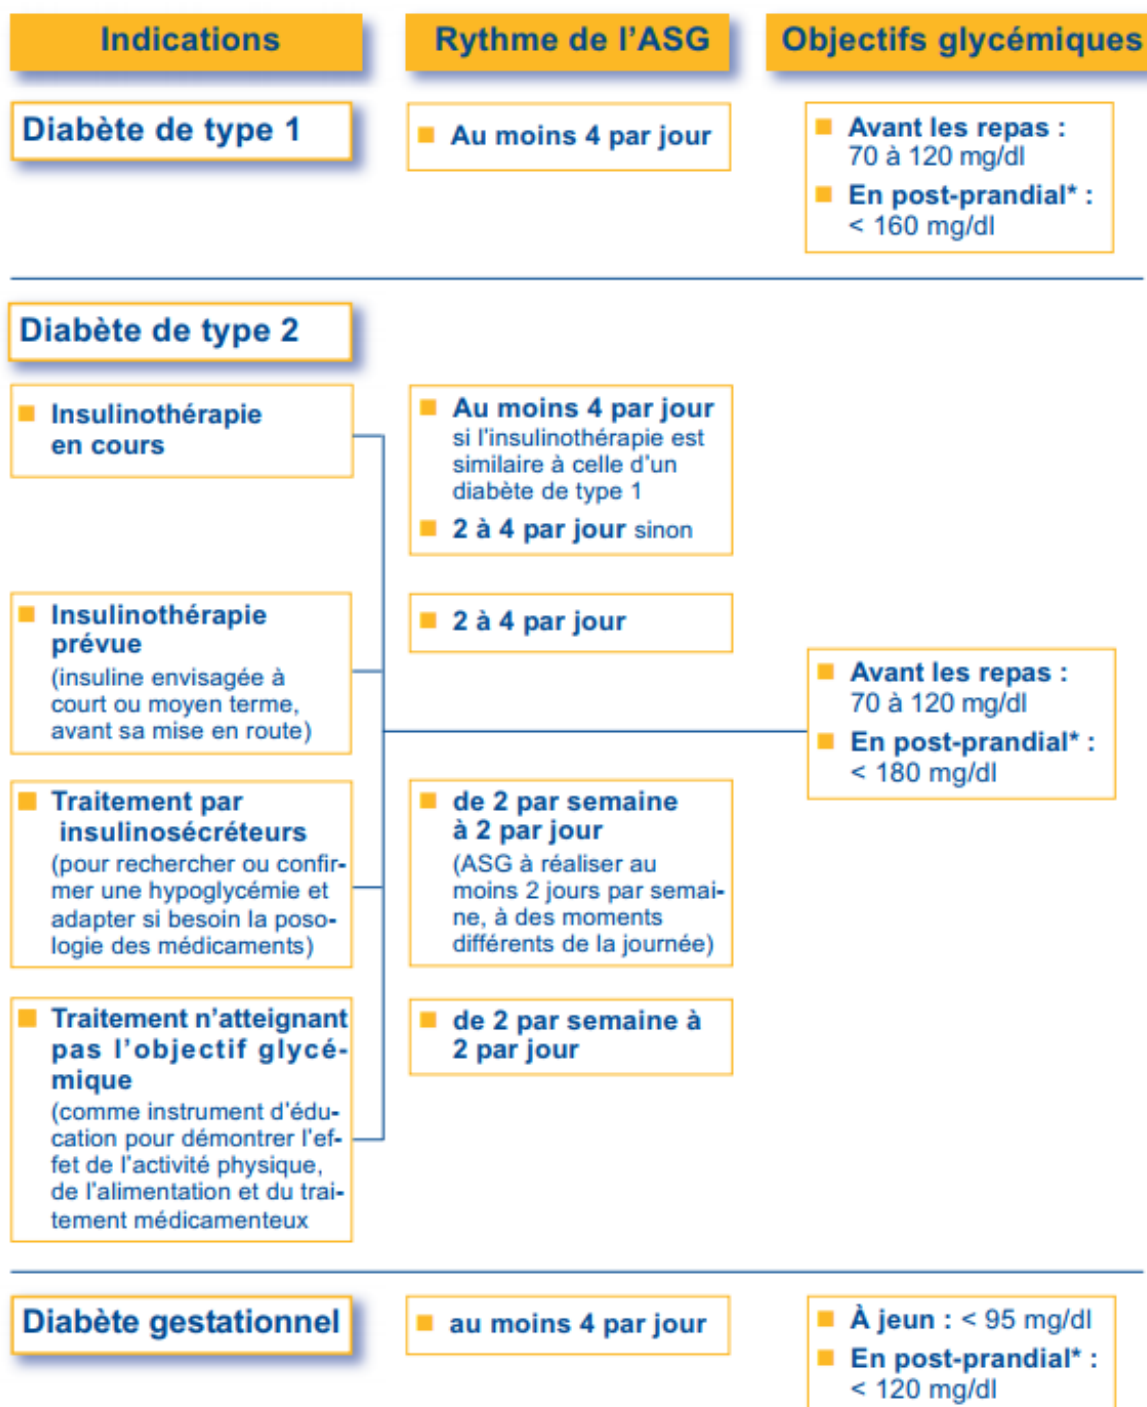 Indications
Rythme de l'ASG
Objectifs glycémiques
Diabète de type 1
Au moins 4 par jour
Avant les repas :
70 à 120 mg/dl
En post-prandial* :
< 160 mg/dl
Diabète de type 2
Insulinothérapie
en cours
Au moins 4 par jour
si l'insulinothérapie est
similaire à celle d'un
diabète de type 1
2 à 4 par jour sinon
Insulinothérapie
prévue
(insuline envisagée à
court ou moyen terme,
avant sa mise en route)
2 à 4 par jour
Avant les repas :
70 à 120 mg/dl
En post-prandial* :
< 180 mg/dl
Traitement par
insulinosécréteurs
(pour rechercher ou confir-
mer une hypoglycémie et
adapter si besoin la poso-
logie des médicaments)
de 2 par semaine
à 2 par jour
(ASG à réaliser au
moins 2 jours par semai-
ne, à des moments
différents de la journée)
Traitement n'atteignant
pas l'objectif glycé-
mique
(comme instrument d'édu-
cation pour démontrer l'ef-
fet de l'activité physique,
de l'alimentation et du trai-
tement médicamenteux
de 2 par semaine à
2 par jour
Diabète gestationnel
au moins 4 par jour
À jeun : < 95 mg/dl
En post-prandial* :
< 120 mg/dl